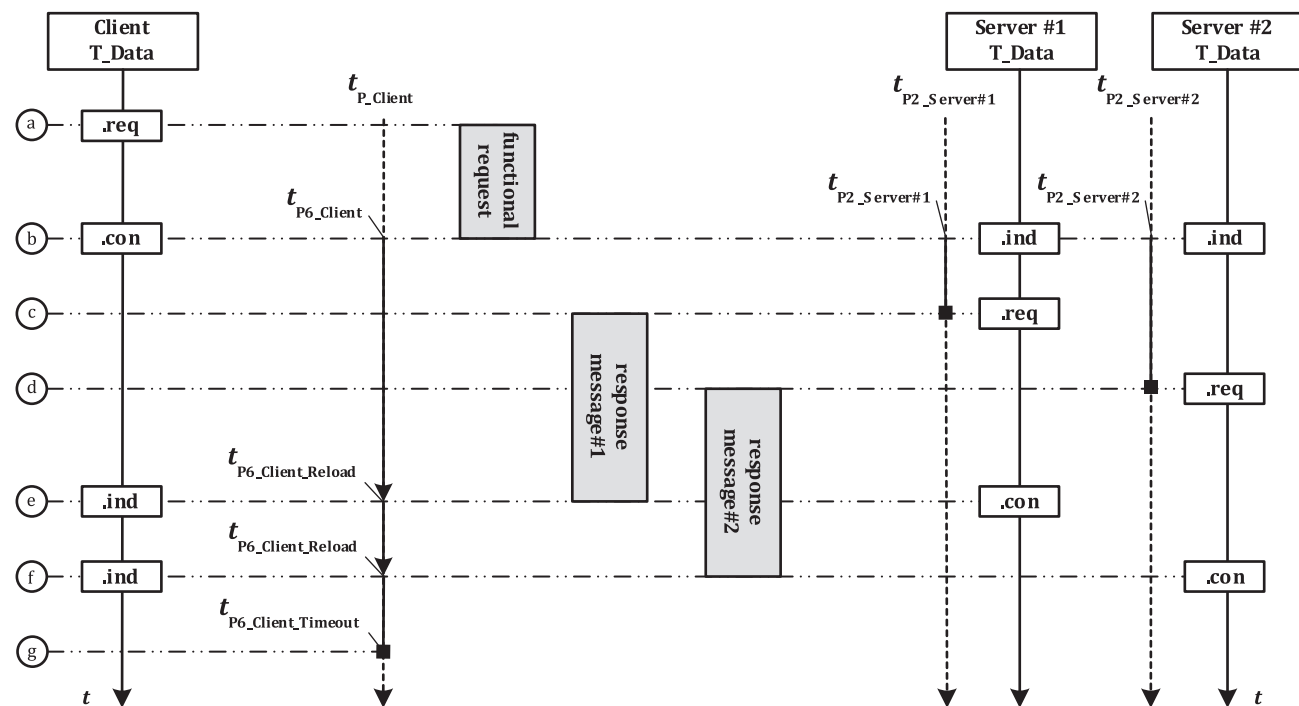 Client
T_Data
Server #1
T_Data
Server #2
T_Data
t P_Client
t P2_Server#1
t P2_Server#2
a
.req
functional
request
t P6_Client
t P2_Server#1
t P2_Server#2
b
.con
.ind
.ind
c
.req
response
message#1
d
.req
response
message#2
t P6_Client_Reload
e
.ind
.con
t P6_Client_Reload
f
.ind
.con
t P6_Client_Timeout
g
t
t